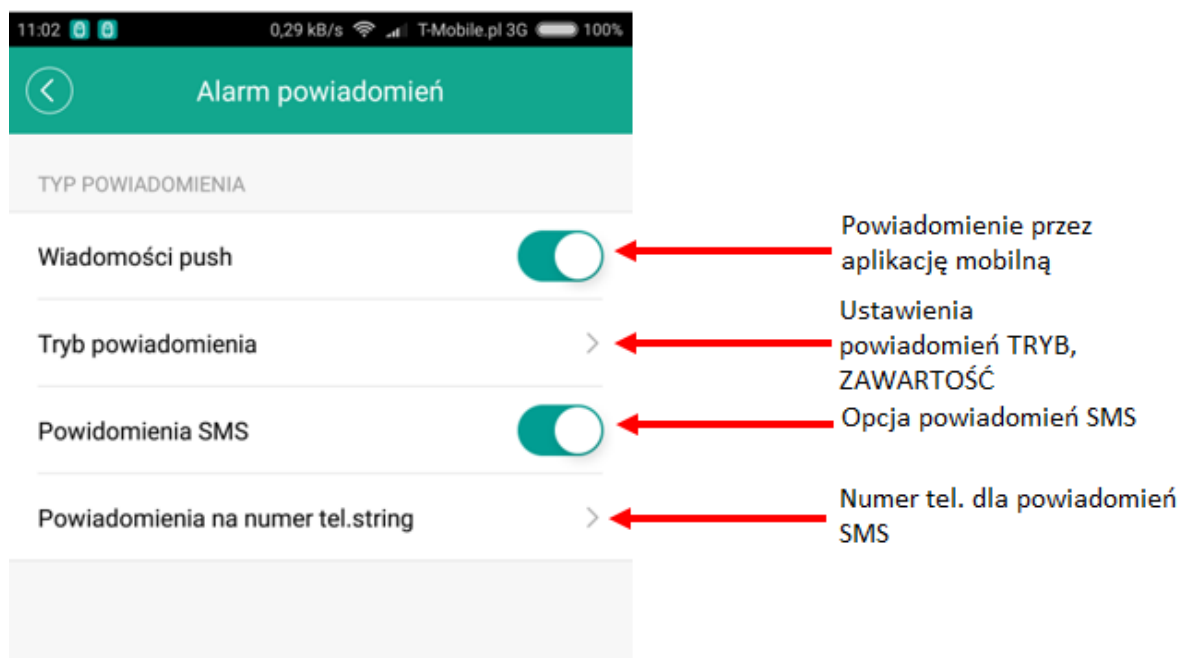 11:02 0,29 kB/s T-Mobile.pl 3G 100%
Alarm powiadomień
TYP POWIADOMIENIA
Wiadomości push
Powiadomienie przez
aplikację mobilną
Tryb powiadomienia
Ustawienia
powiadomień TRYB,
ZAWARTOŚĆ
Powidomienia SMS
Opcja powiadomień SMS
Powiadomienia na numer tel.string
Numer tel. dla powiadomień
SMS